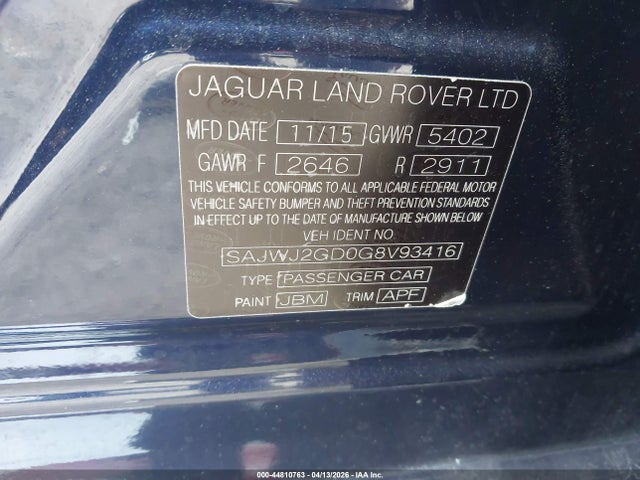 JAGUAR LAND ROVER LTD
MFD DATE 11/15 GVWR 5402
GAWR F 2646 R 2911
THIS VEHICLE CONFORMS TO ALL APPLICABLE FEDERAL MOTOR
VEHICLE SAFETY BUMPER AND THEFT PREVENTION STANDARDS
IN EFFECT UP TO THE DATE OF MANUFACTURE SHOWN BELOW
VEH IDENT NO.
SAJWJ2GD0G8V93416
TYPE PASSENGER CAR
PAINT JBM TRIM APF
000-44810763 - 04/13/2026 - IAA Inc.